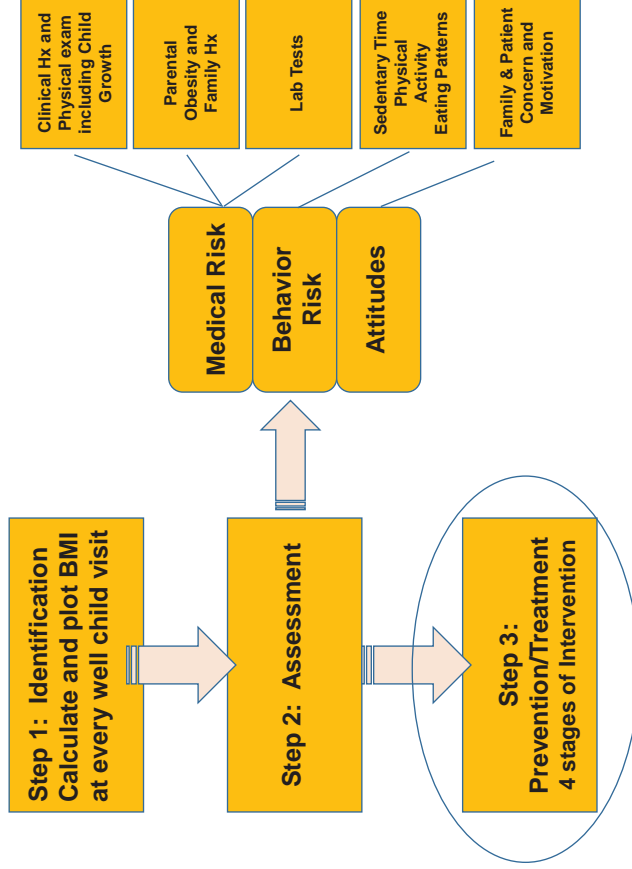 Step 1: Identification
Calculate and plot BMI
at every well child visit
Step 2: Assessment
Step 3:
Prevention/Treatment
4 stages of Intervention
Medical Risk
Behavior
Risk
Attitudes
Clinical Hx and
Physical exam
including Child
Growth
Parental
Obesity and
Family Hx
Lab Tests
Sedentary Time
Physical
Activity
Eating Patterns
Family & Patient
Concern and
Motivation